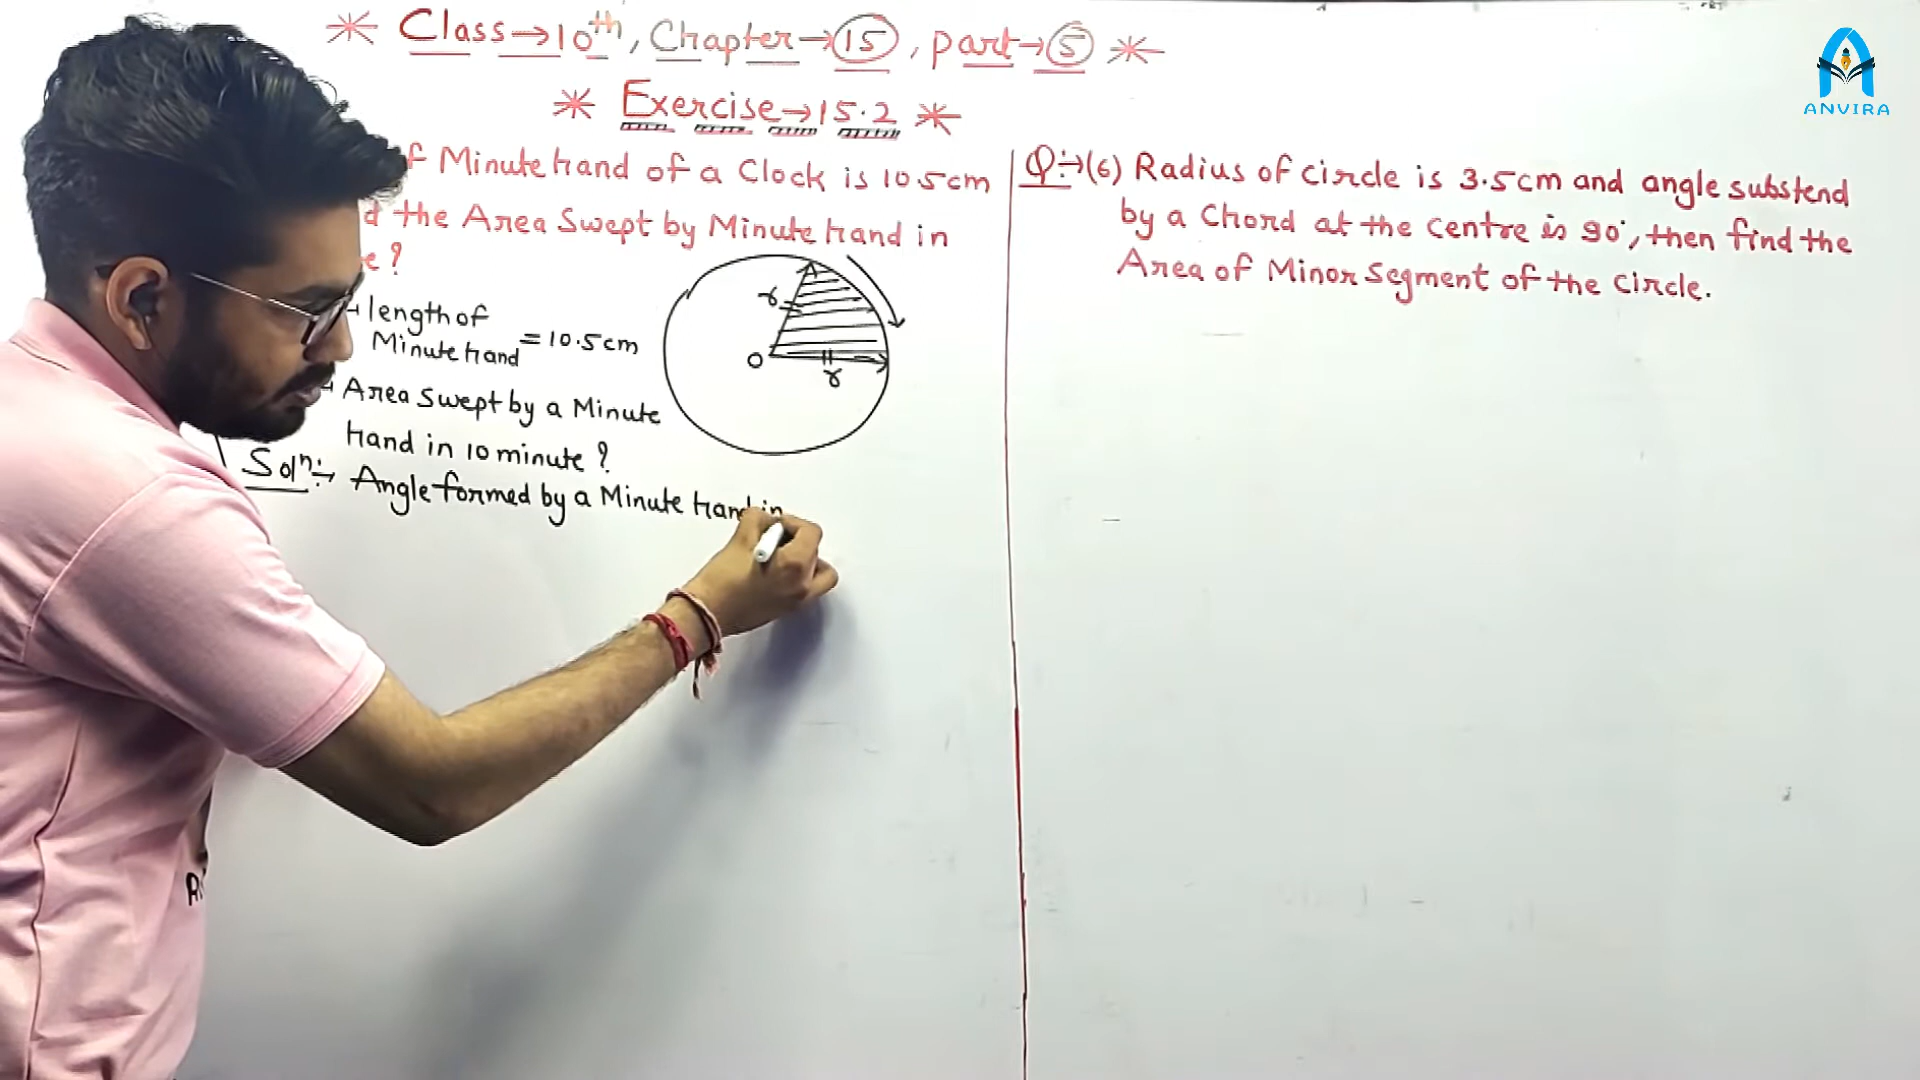 * Class→10th, Chapter→15, part→5 *
* Exercise→15.2 *
f Minute hand of a Clock is 10.5cm
d the Area Swept by Minute hand in
e?
length of
Minute hand = 10.5cm
Area Swept by a Minute
hand in 10 minute?
Solⁿ:→ Angle formed by a Minute hand in
A
r
O
r
Q:→(6) Radius of circle is 3.5cm and angle substend
by a Chord at the centre is 90°, then find the
Area of Minor Segment of the circle.
ANVIRA